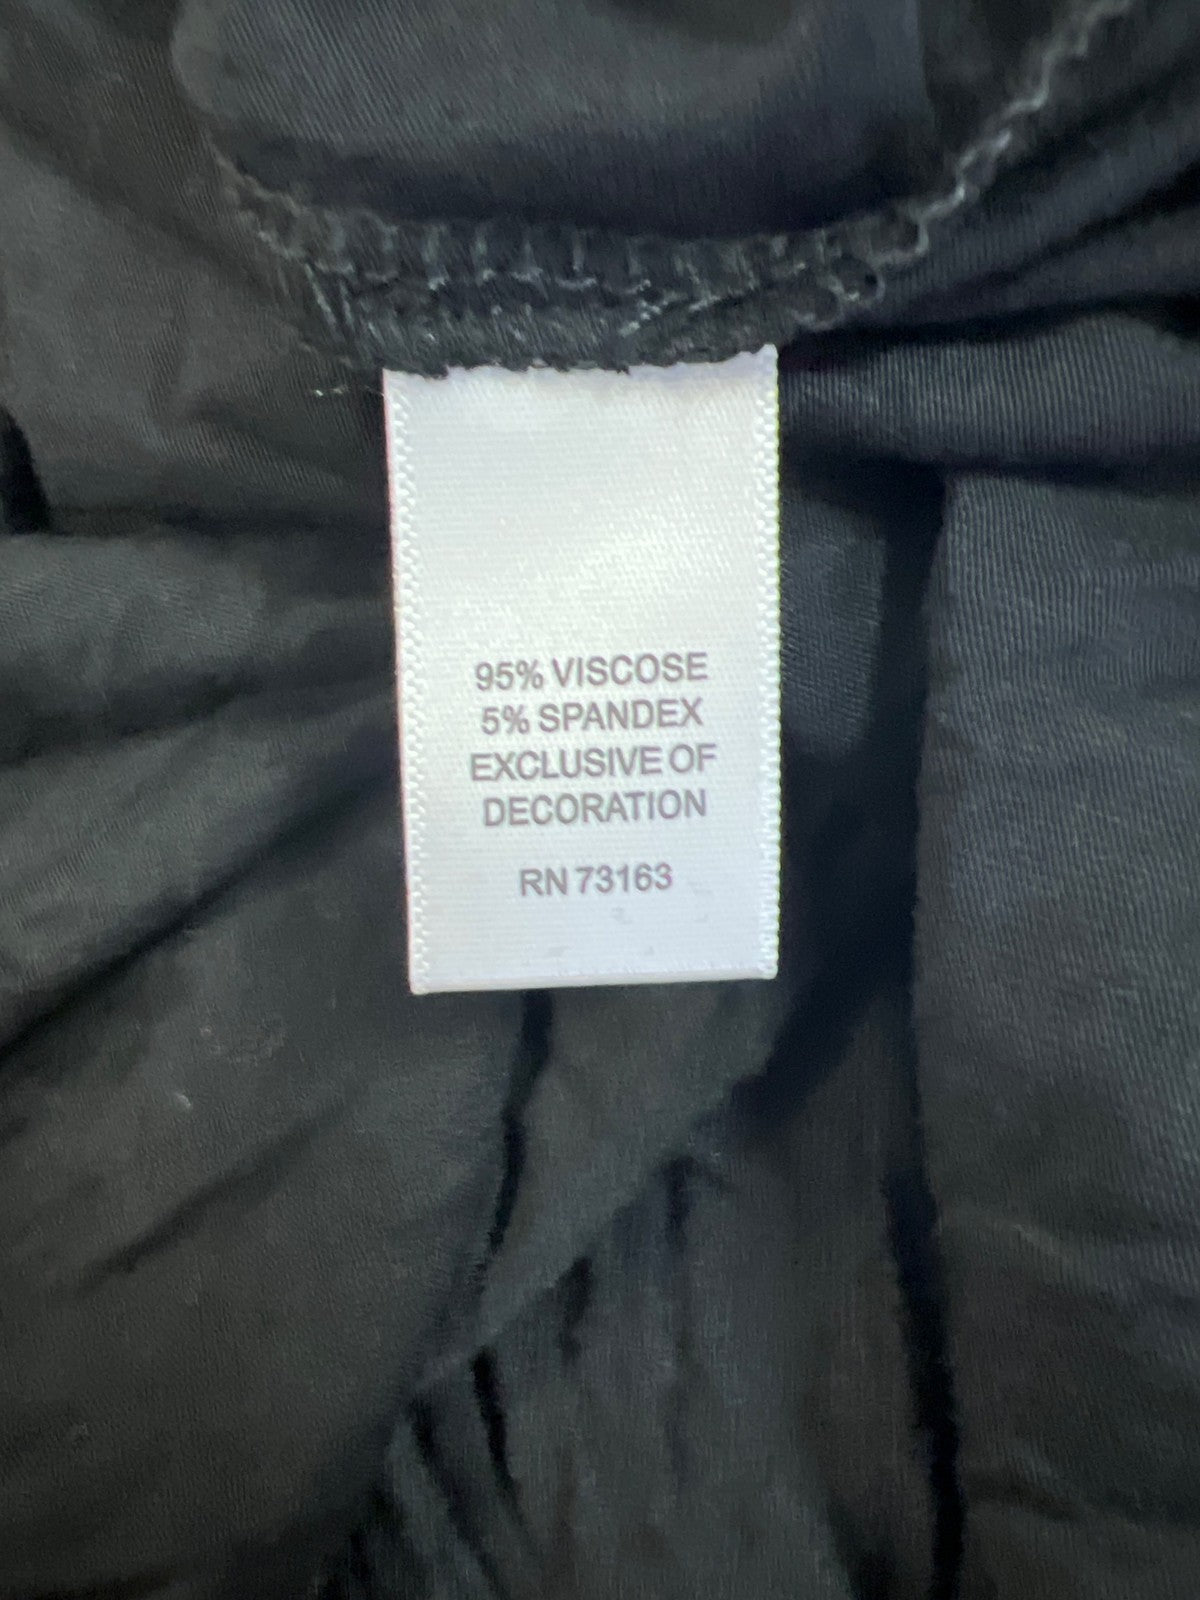 95% VISCOSE
5% SPANDEX
EXCLUSIVE OF
DECORATION
RN 73163